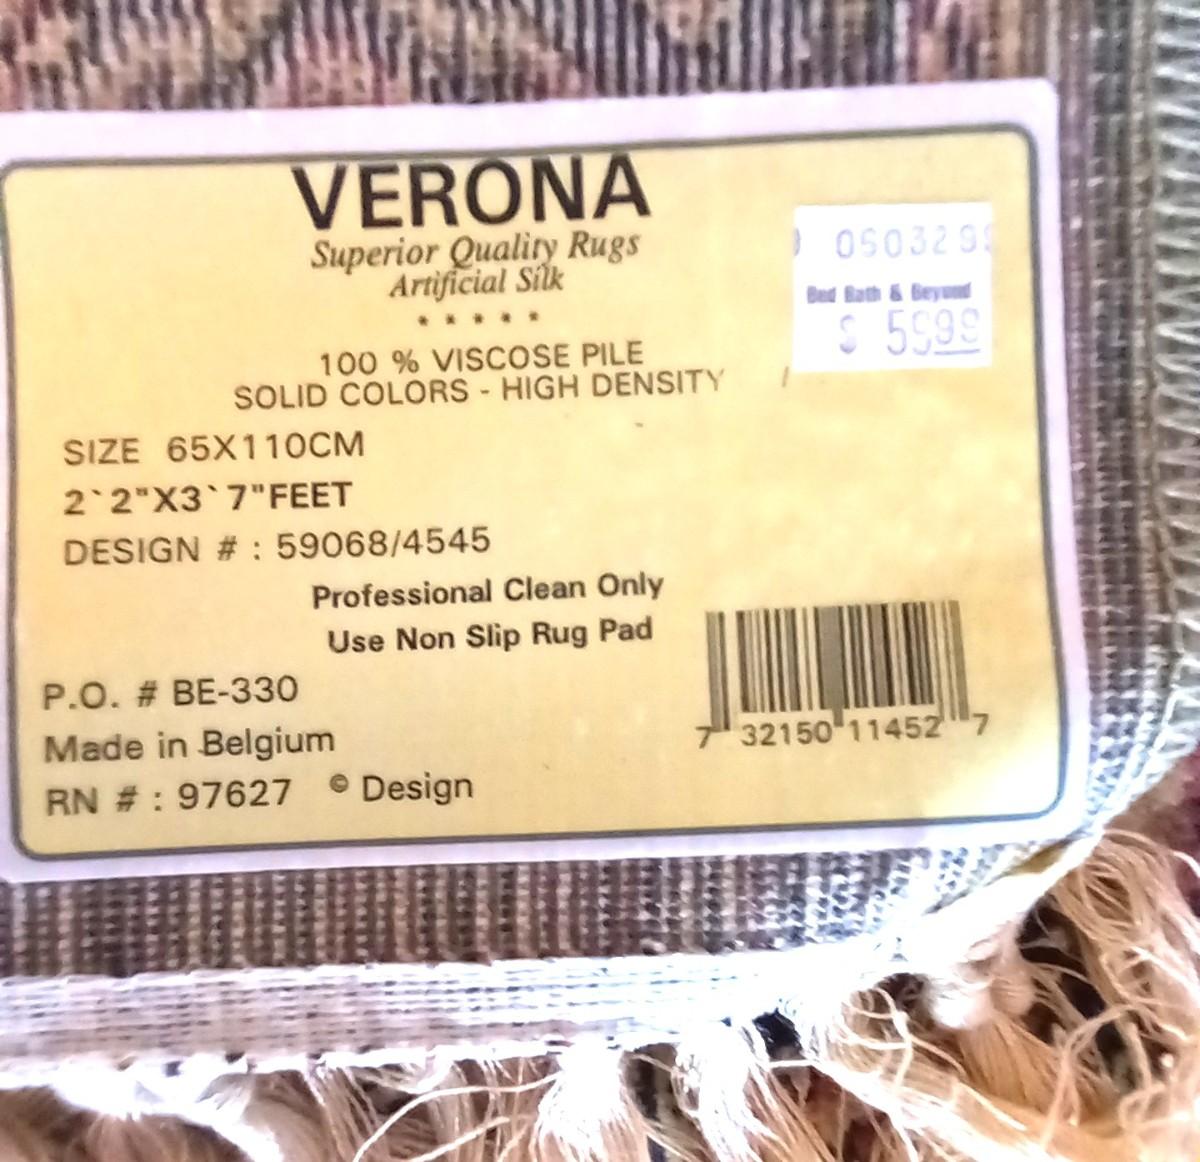 VERONA
Superior Quality Rugs
Artificial Silk
* * * * *
100 % VISCOSE PILE
SOLID COLORS - HIGH DENSITY
SIZE 65X110CM
2`2"X3`7"FEET
DESIGN # : 59068/4545
Professional Clean Only
Use Non Slip Rug Pad
P.O. # BE-330
Made in Belgium
RN # : 97627 © Design
Bed Bath & Beyond
$ 5999
7 32150 11452 7